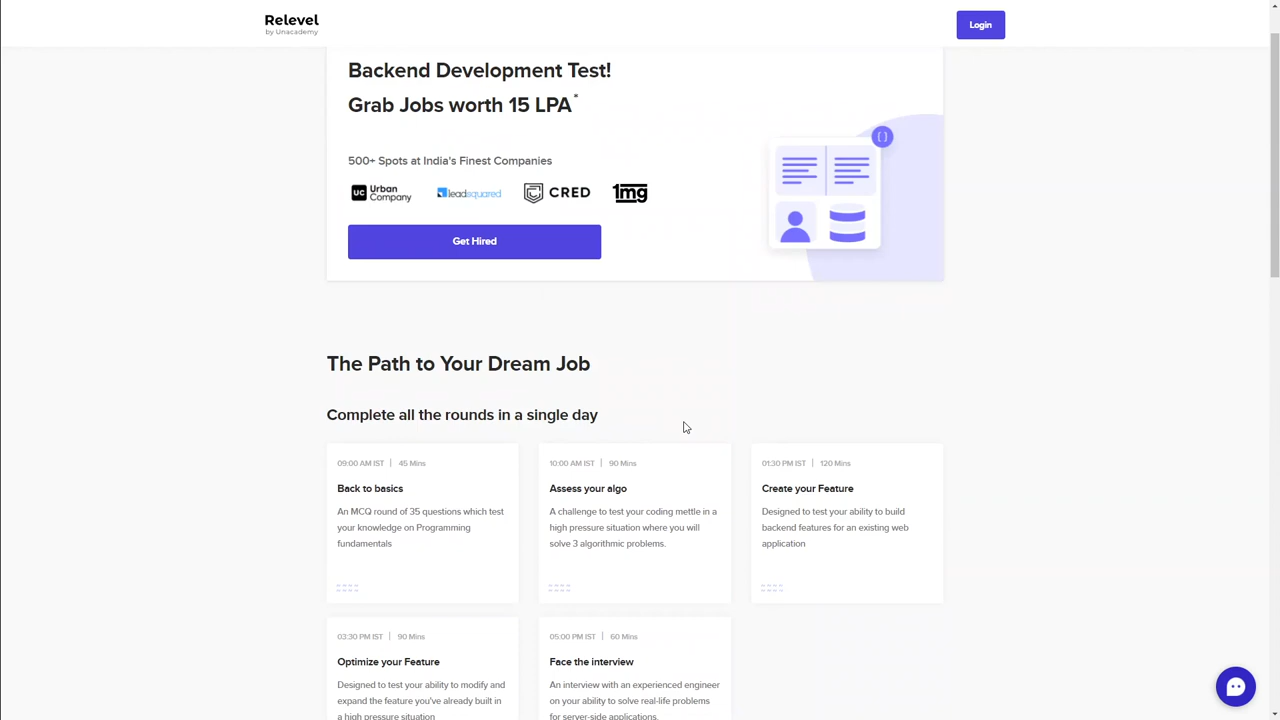 Relevel
by Unacademy
Login
Backend Development Test!
Grab Jobs worth 15 LPA*
500+ Spots at India's Finest Companies
UC Urban Company
leadsquared
CRED
1mg
Get Hired
{ }
The Path to Your Dream Job
Complete all the rounds in a single day
09:00 AM IST | 45 Mins
Back to basics
An MCQ round of 35 questions which test
your knowledge on Programming
fundamentals
10:00 AM IST | 90 Mins
Assess your algo
A challenge to test your coding mettle in a
high pressure situation where you will
solve 3 algorithmic problems.
01:30 PM IST | 120 Mins
Create your Feature
Designed to test your ability to build
backend features for an existing web
application
03:30 PM IST | 90 Mins
Optimize your Feature
Designed to test your ability to modify and
expand the feature you've already built in
a high pressure situation
05:00 PM IST | 60 Mins
Face the interview
An interview with an experienced engineer
on your ability to solve real-life problems
for server-side applications.